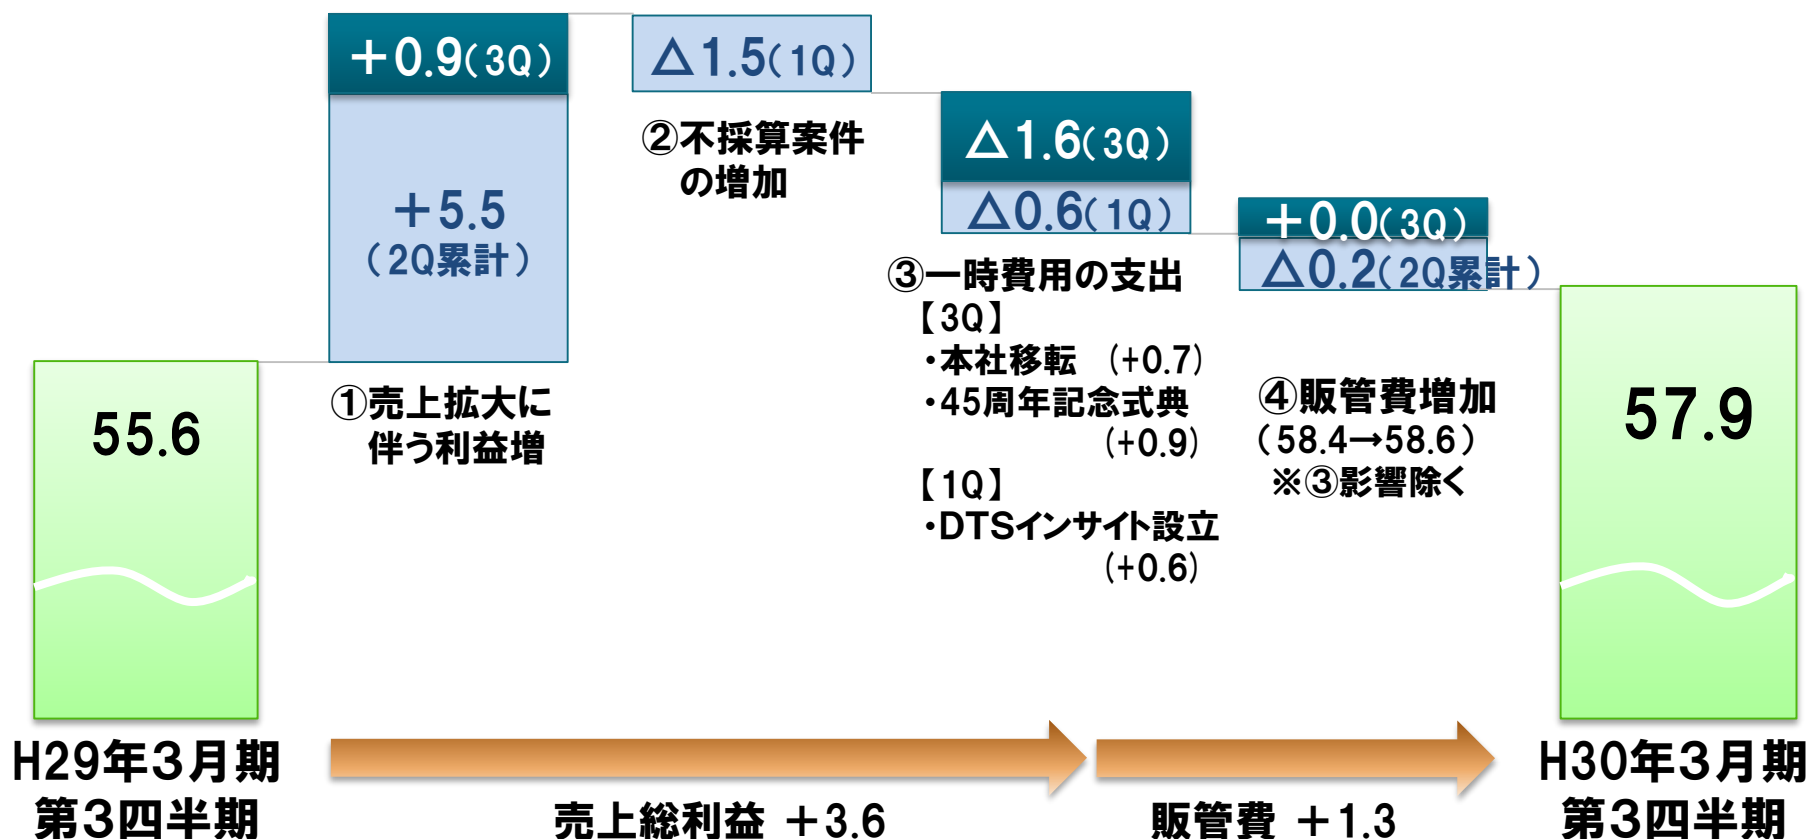 ＋0.9(3Q)
＋5.5
(2Q累計)
①売上拡大に
伴う利益増
△1.5(1Q)
②不採算案件
の増加
△1.6(3Q)
△0.6(1Q)
③一時費用の支出
【3Q】
・本社移転 (+0.7)
・45周年記念式典
(+0.9)
【1Q】
・DTSインサイト設立
(+0.6)
＋0.0(3Q)
△0.2(2Q累計)
④販管費増加
(58.4→58.6)
※③影響除く
55.6
57.9
H29年３月期
第３四半期
売上総利益 ＋3.6
販管費 ＋1.3
H30年３月期
第３四半期